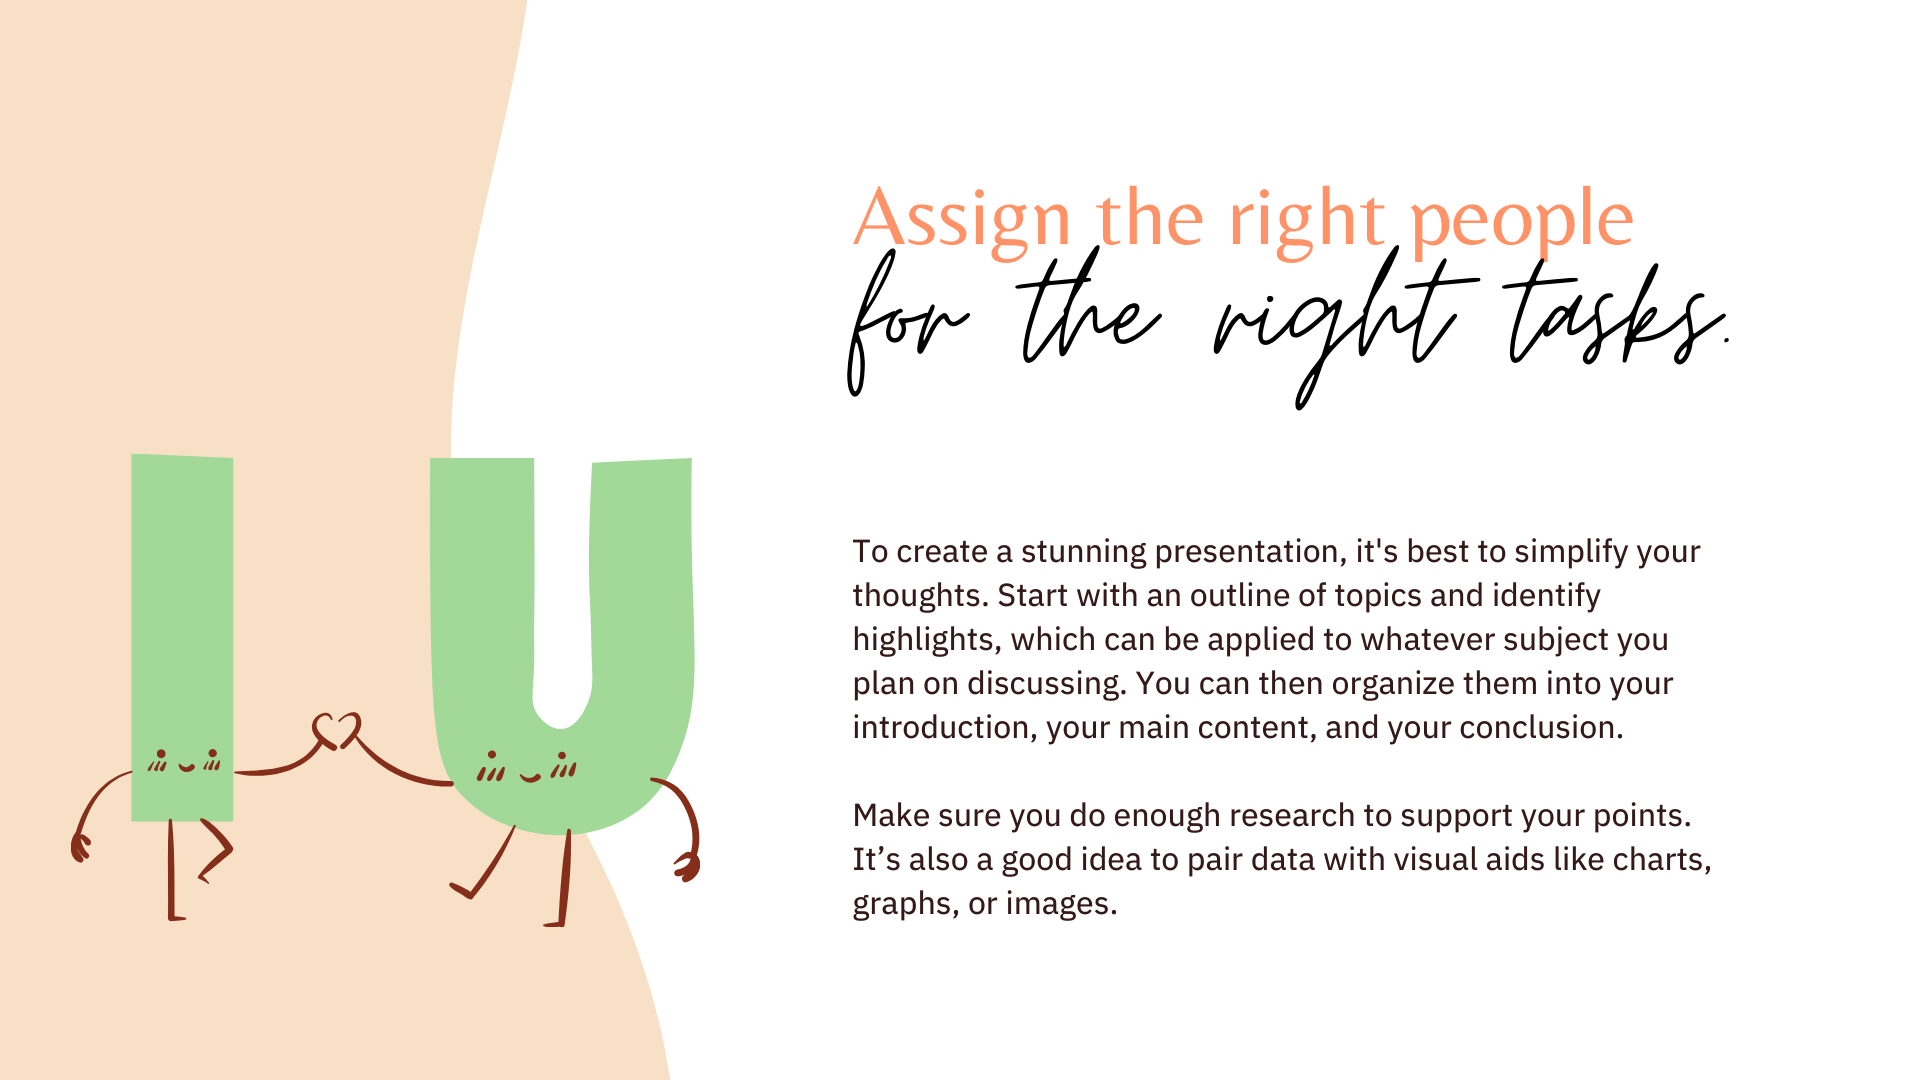 Assign the right people
for the right tasks.
I U
To create a stunning presentation, it's best to simplify your
thoughts. Start with an outline of topics and identify
highlights, which can be applied to whatever subject you
plan on discussing. You can then organize them into your
introduction, your main content, and your conclusion.
Make sure you do enough research to support your points.
It’s also a good idea to pair data with visual aids like charts,
graphs, or images.